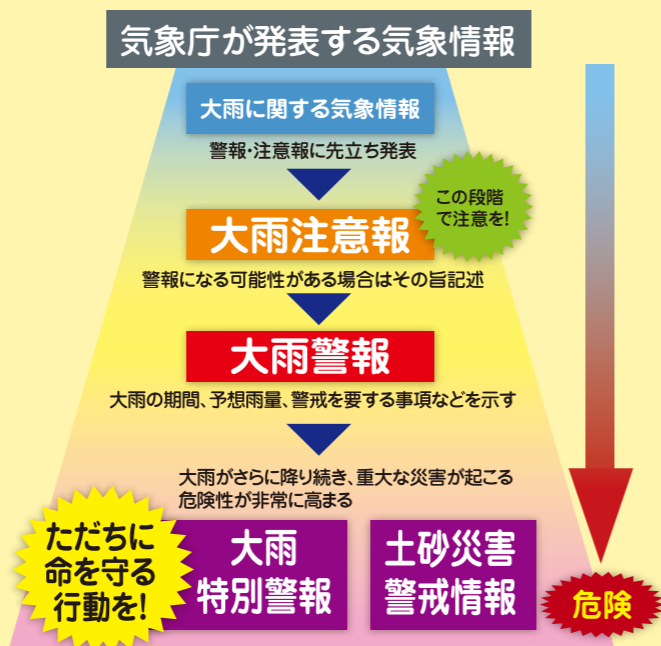 気象庁が発表する気象情報
大雨に関する気象情報
警報・注意報に先立ち発表
この段階
で注意を!
大雨注意報
警報になる可能性がある場合はその旨記述
大雨警報
大雨の期間、予想雨量、警戒を要する事項などを示す
大雨がさらに降り続き、重大な災害が起こる
危険性が非常に高まる
ただちに
命を守る
行動を!
大雨
特別警報
土砂災害
警戒情報
危険